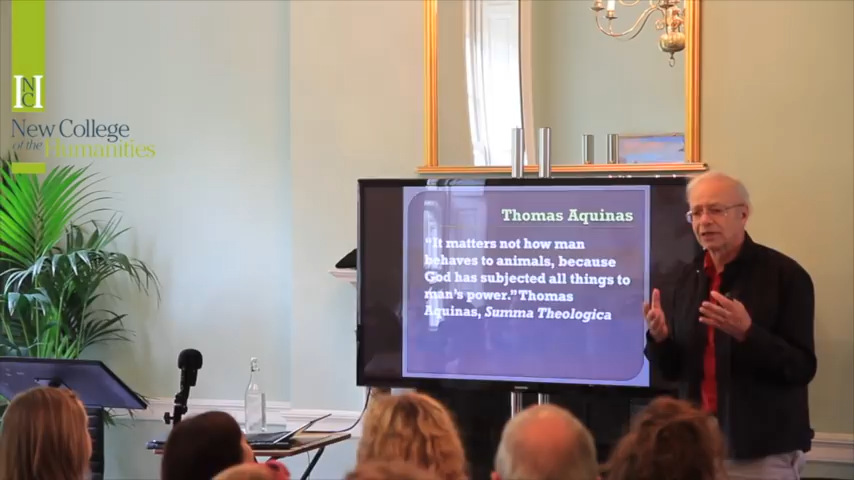 NCH
New College
of the Humanities
Thomas Aquinas
"It matters not how man
behaves to animals, because
God has subjected all things to
man's power."Thomas
Aquinas, Summa Theologica